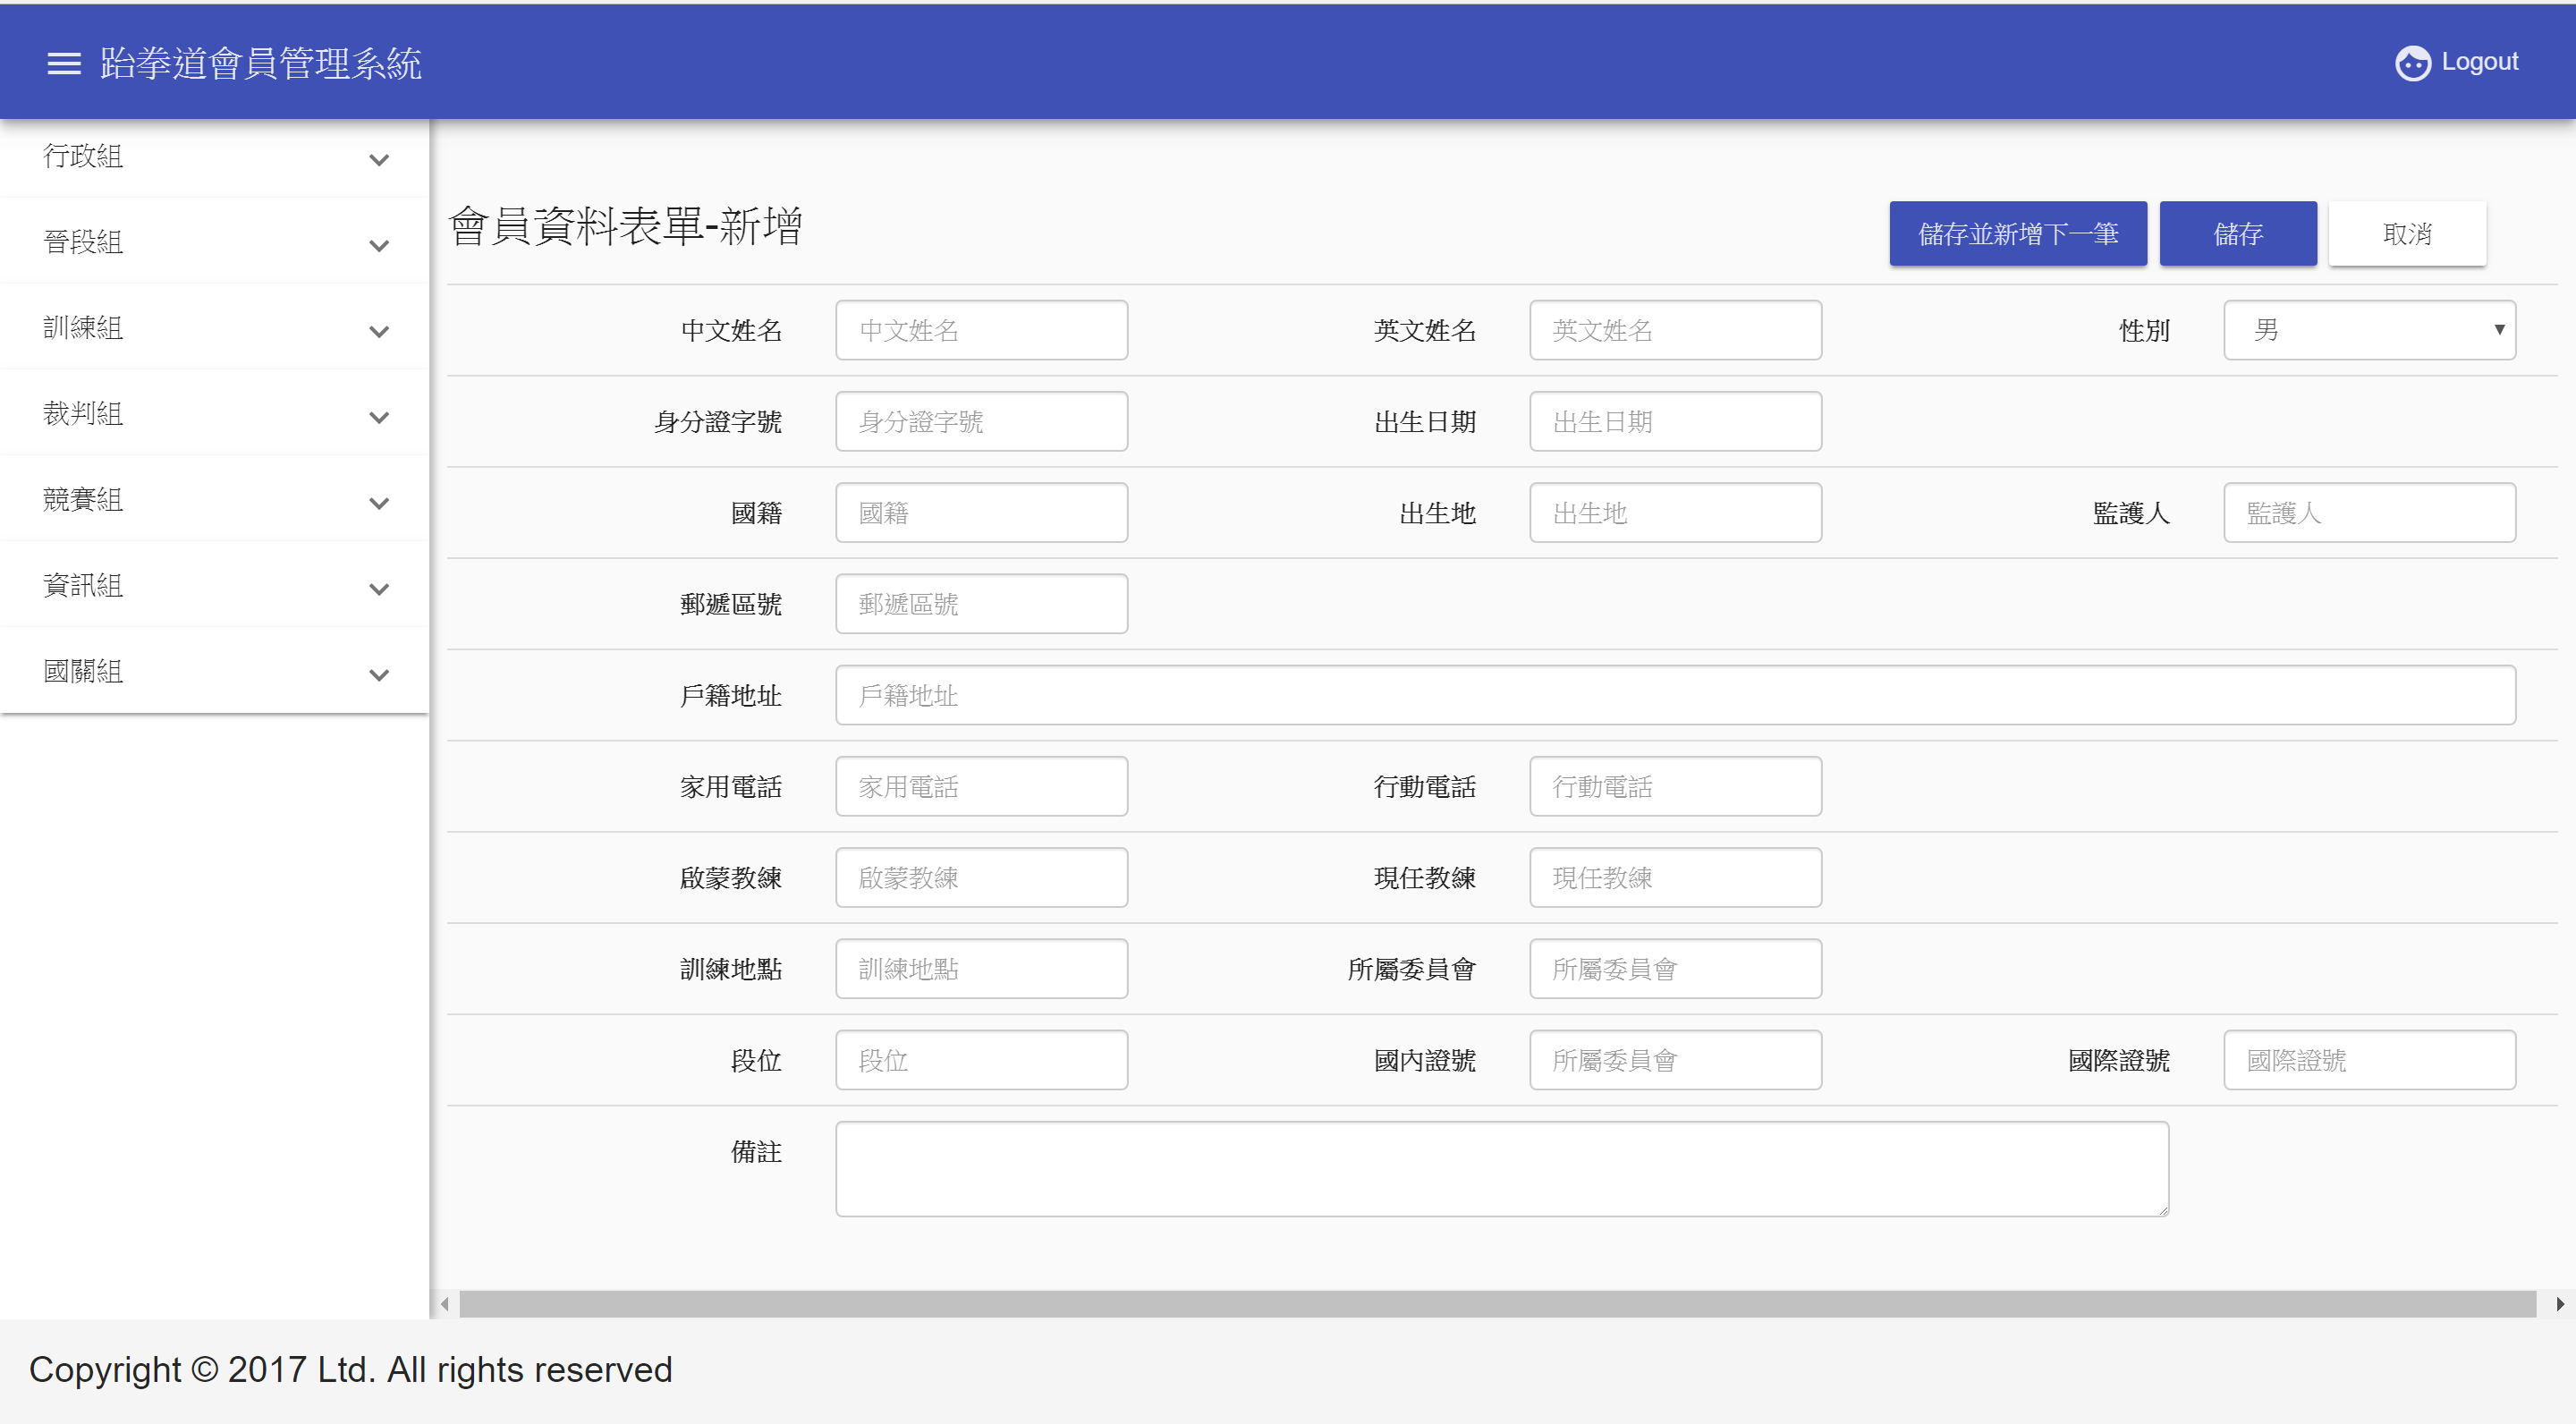 跆拳道會員管理系統 Logout
行政組
晉段組
訓練組
裁判組
競賽組
資訊組
國關組
會員資料表單-新增 儲存並新增下一筆 儲存 取消
中文姓名 中文姓名 英文姓名 英文姓名 性別 男
身分證字號 身分證字號 出生日期 出生日期
國籍 國籍 出生地 出生地 監護人 監護人
郵遞區號 郵遞區號
戶籍地址 戶籍地址
家用電話 家用電話 行動電話 行動電話
啟蒙教練 啟蒙教練 現任教練 現任教練
訓練地點 訓練地點 所屬委員會 所屬委員會
段位 段位 國內證號 所屬委員會 國際證號 國際證號
備註
Copyright © 2017 Ltd. All rights reserved